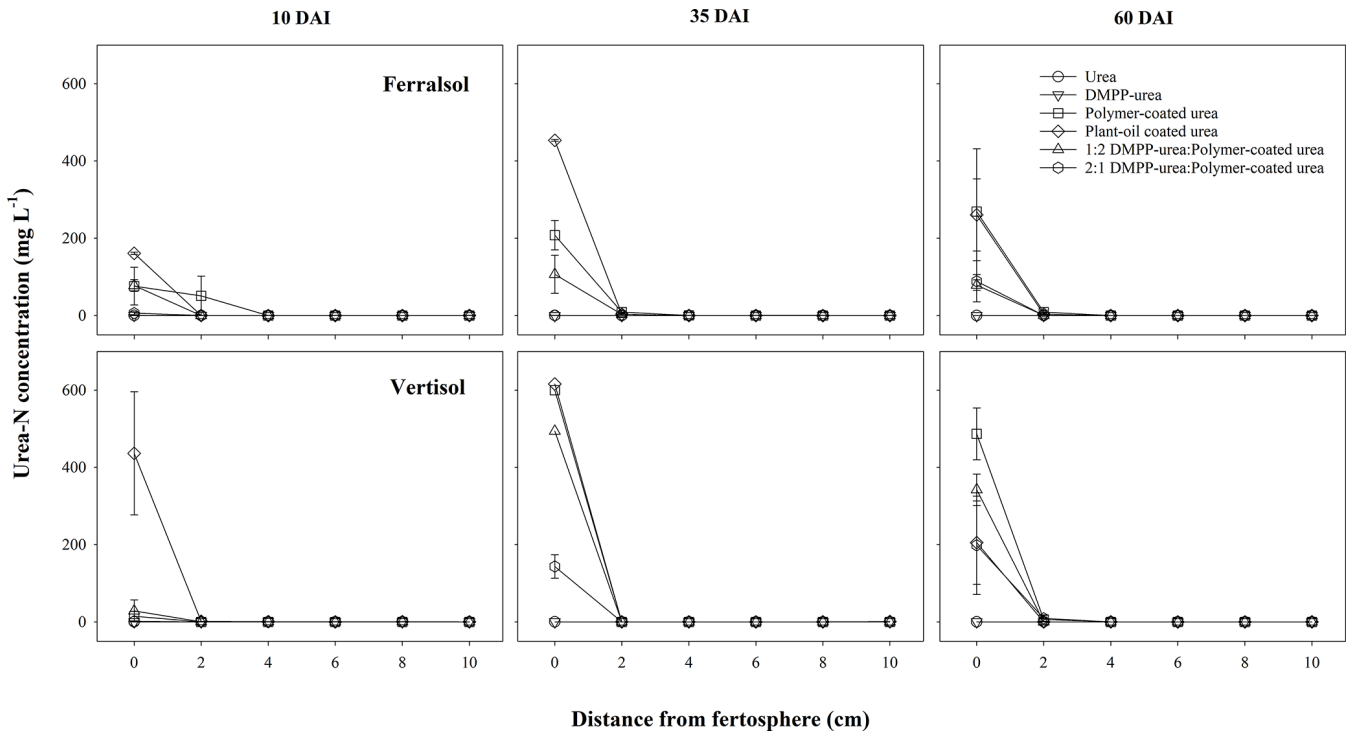 10 DAI
35 DAI
60 DAI
Ferralsol
Urea
DMPP-urea
Polymer-coated urea
Plant-oil coated urea
1:2 DMPP-urea:Polymer-coated urea
2:1 DMPP-urea:Polymer-coated urea
600
400
200
0
Vertisol
600
400
200
0
Urea-N concentration (mg L⁻¹)
0 2 4 6 8 10
0 2 4 6 8 10
0 2 4 6 8 10
Distance from fertosphere (cm)